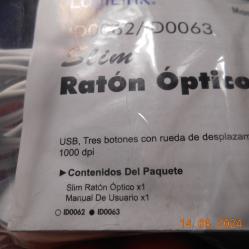 ID0062/ID0063
Slim
Ratón Óptico
USB, Tres botones con rueda de desplazam
1000 dpi
►Contenidos Del Paquete
Slim Ratón Óptico x1
Manual De Usuario x1
○ ID0062 ● ID0063